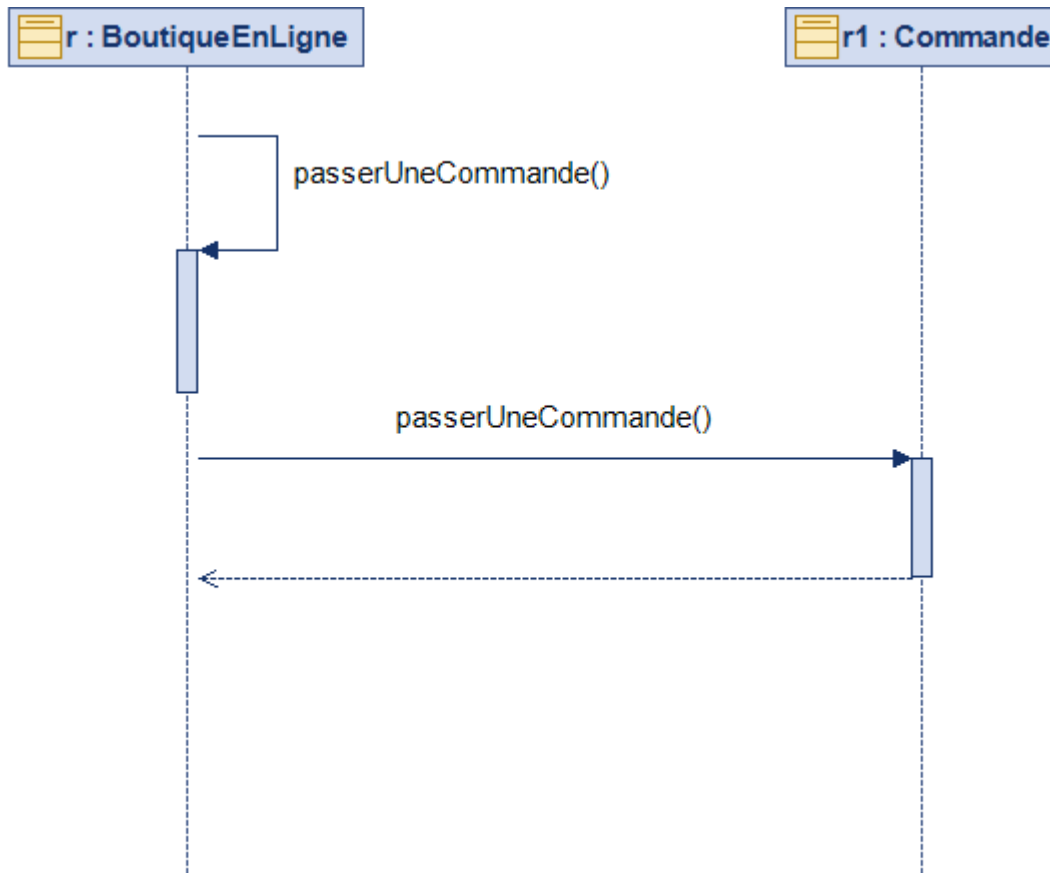 r : BoutiqueEnLigne
r1 : Commande
passerUneCommande()
passerUneCommande()